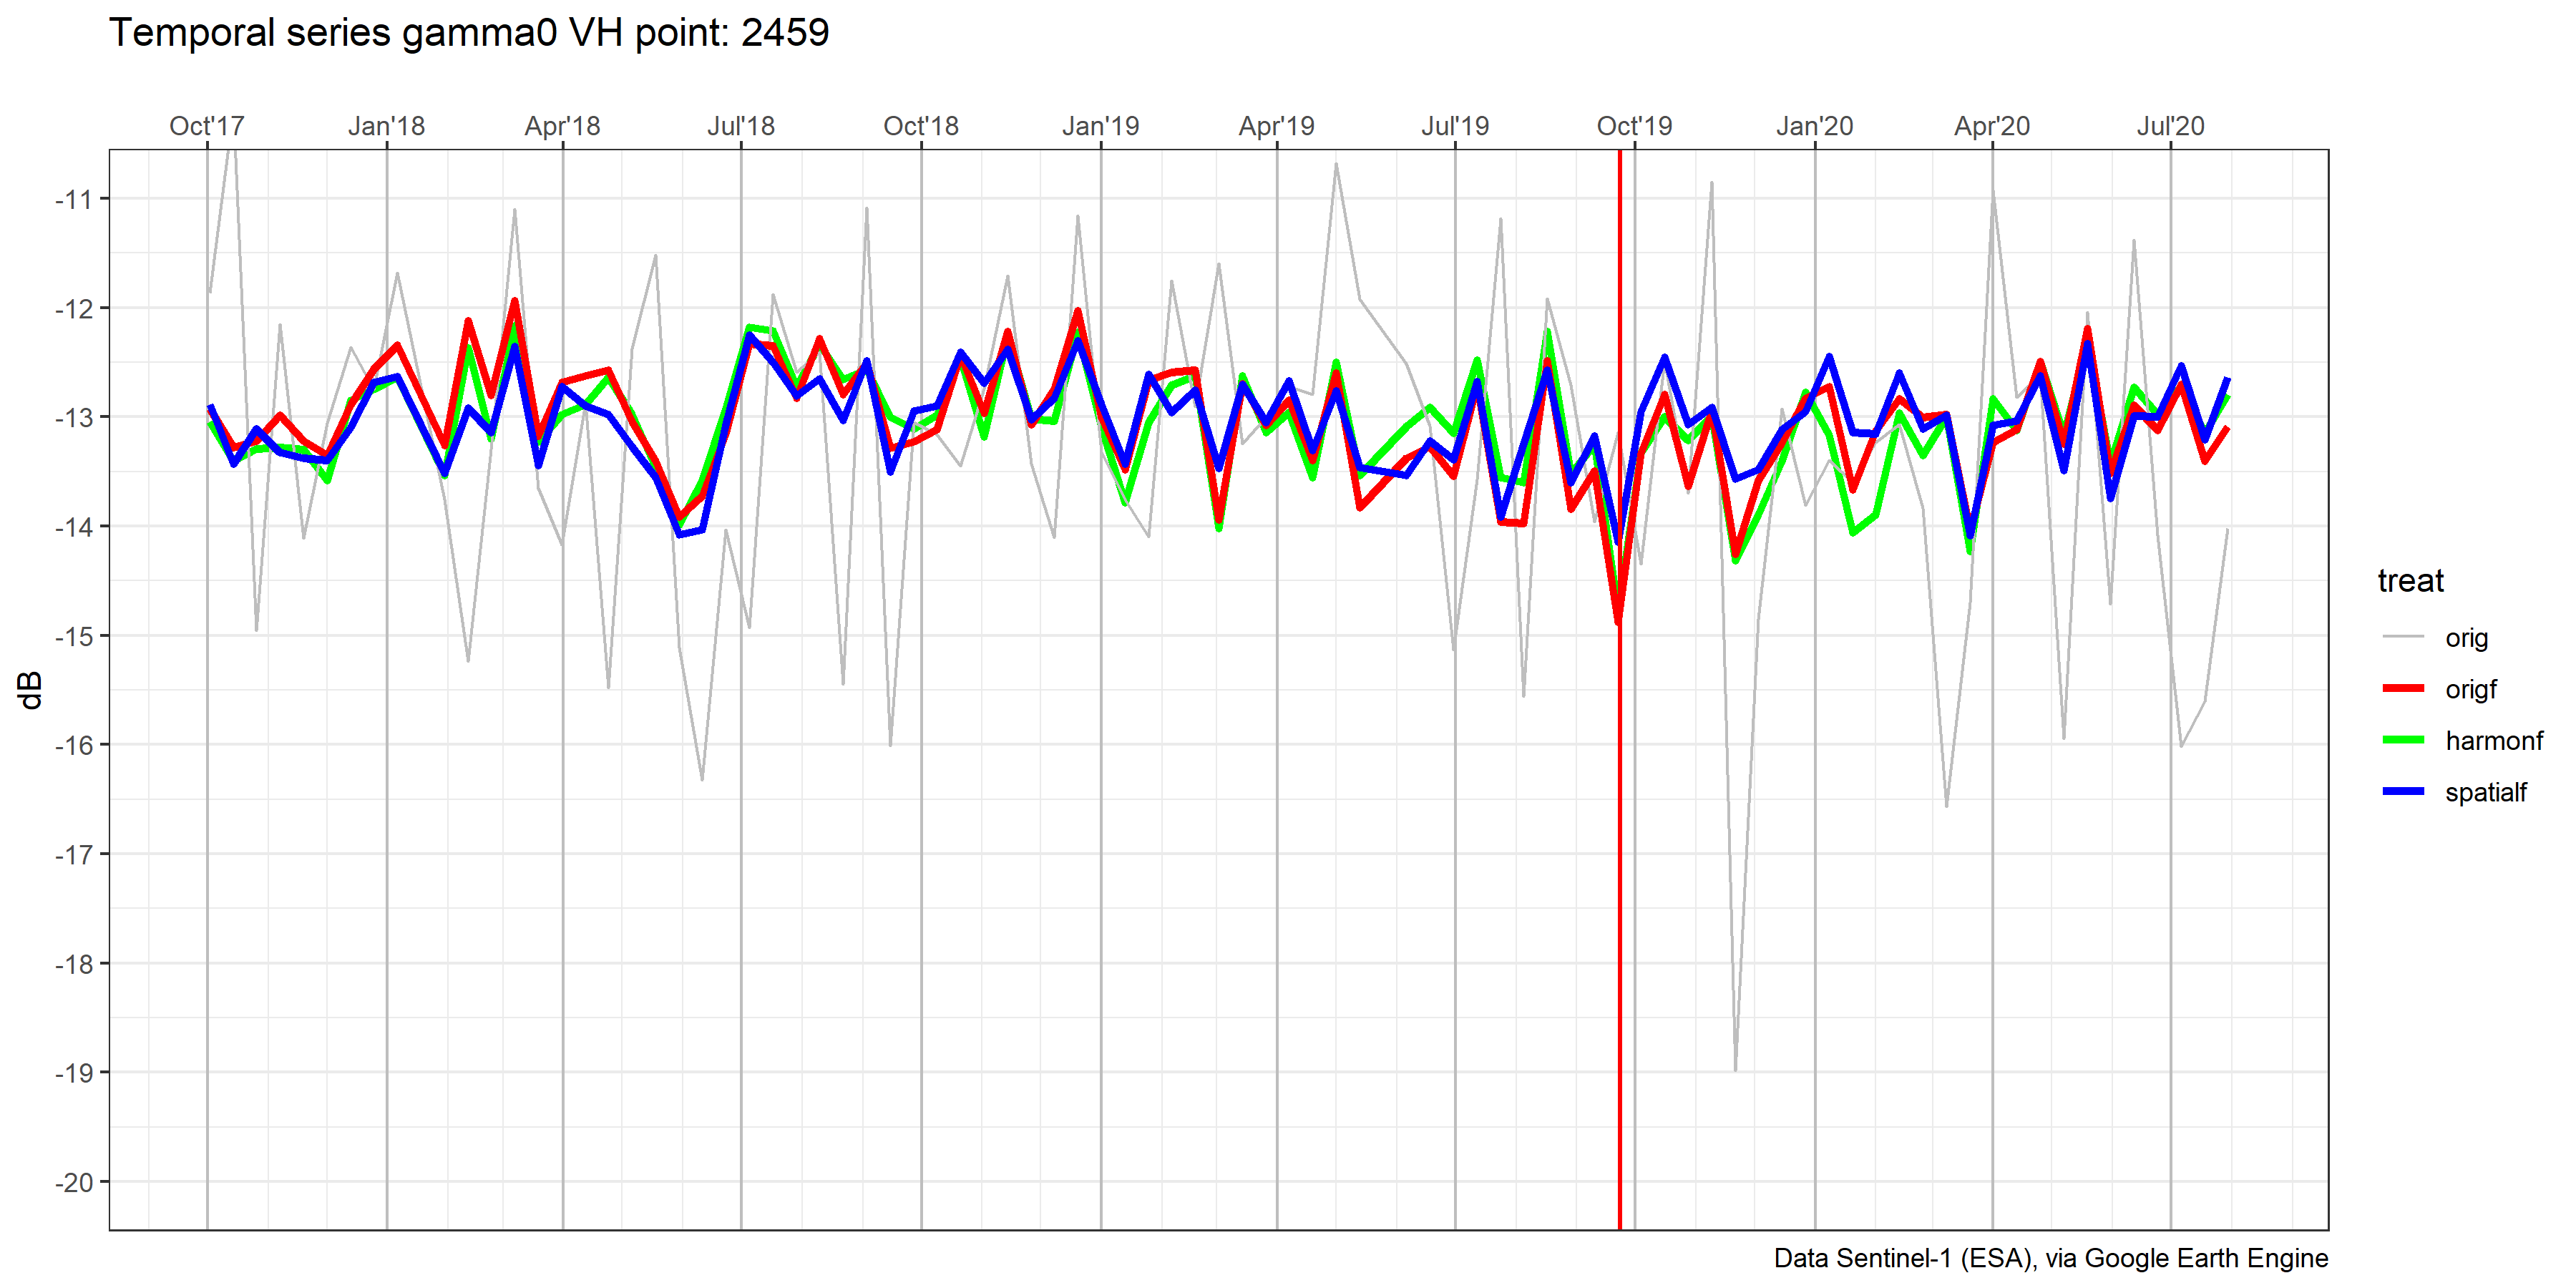 Temporal series gamma0 VH point: 2459
Oct'17 Jan'18 Apr'18 Jul'18 Oct'18 Jan'19 Apr'19 Jul'19 Oct'19 Jan'20 Apr'20 Jul'20
-11
-12
-13
-14
-15
-16
-17
-18
-19
-20
dB
treat
orig
origf
harmonf
spatialf
Data Sentinel-1 (ESA), via Google Earth Engine